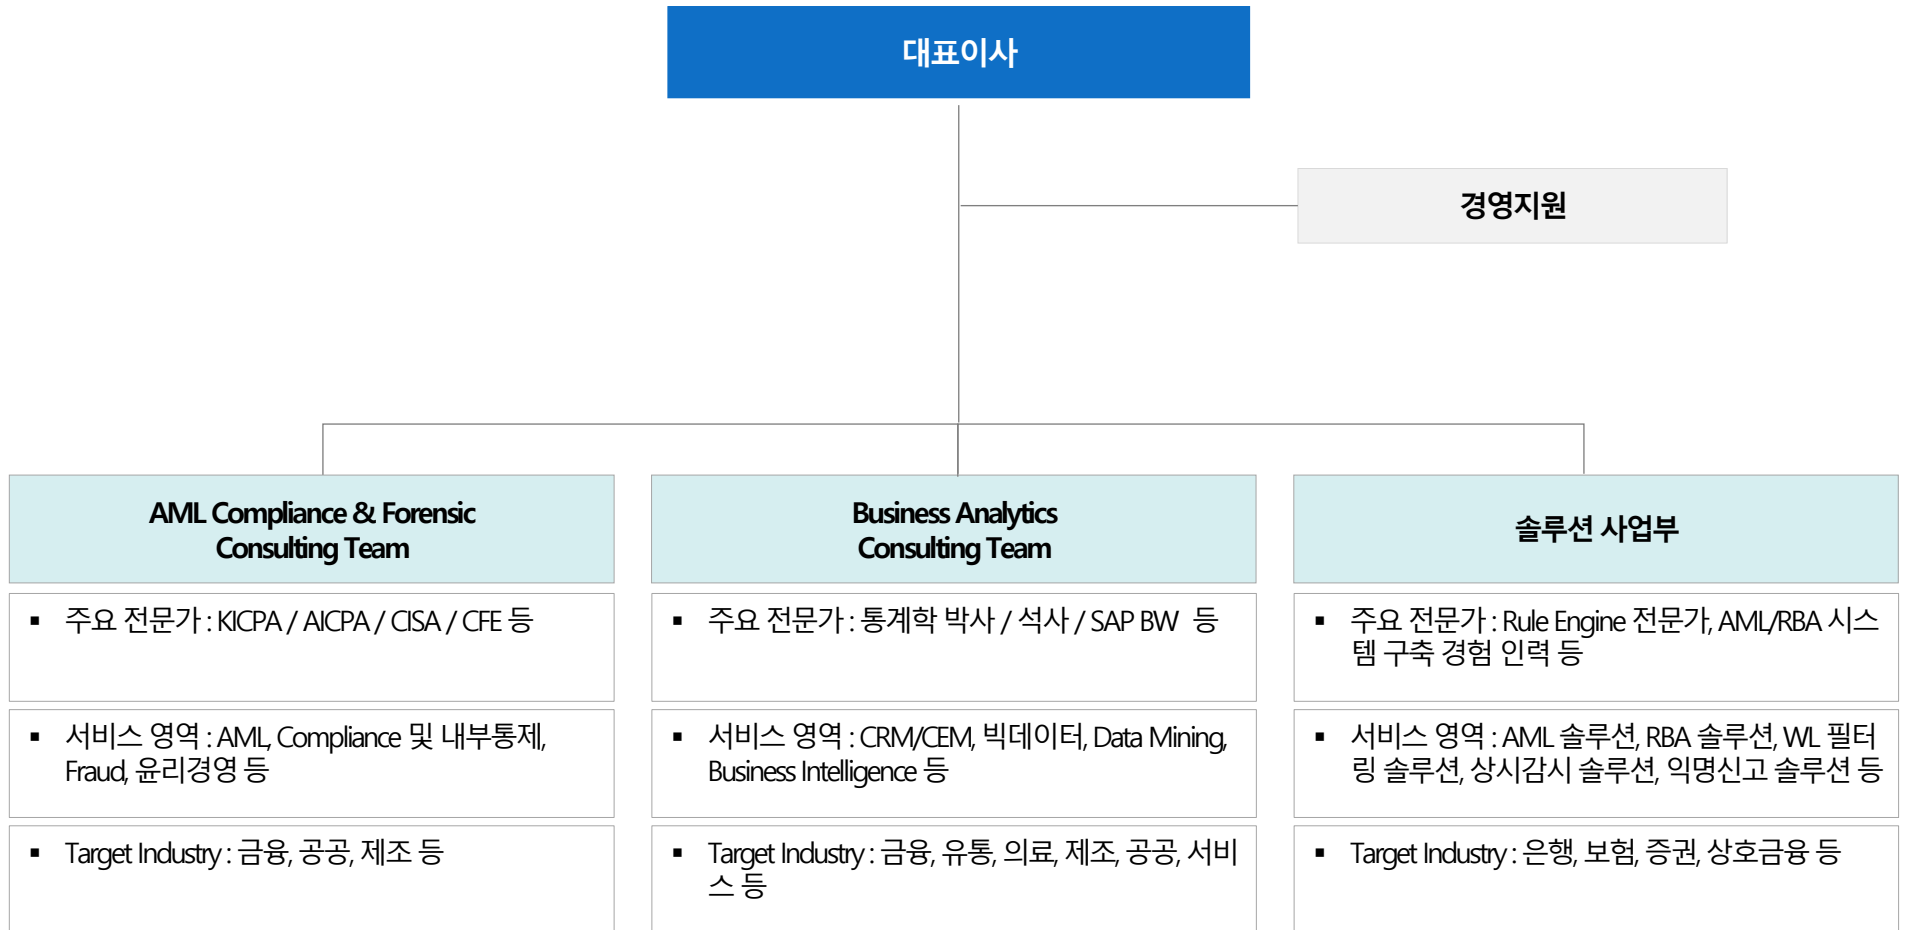 대표이사
경영지원
AML Compliance & Forensic
Consulting Team
▪ 주요 전문가 : KICPA / AICPA / CISA / CFE 등
▪ 서비스 영역 : AML, Compliance 및 내부통제,
Fraud, 윤리경영 등
▪ Target Industry : 금융, 공공, 제조 등
Business Analytics
Consulting Team
▪ 주요 전문가 : 통계학 박사 / 석사 / SAP BW 등
▪ 서비스 영역 : CRM/CEM, 빅데이터, Data Mining,
Business Intelligence 등
▪ Target Industry : 금융, 유통, 의료, 제조, 공공, 서비
스 등
솔루션 사업부
▪ 주요 전문가 : Rule Engine 전문가, AML/RBA 시스
템 구축 경험 인력 등
▪ 서비스 영역 : AML 솔루션, RBA 솔루션, WL 필터
링 솔루션, 상시감시 솔루션, 익명신고 솔루션 등
▪ Target Industry : 은행, 보험, 증권, 상호금융 등